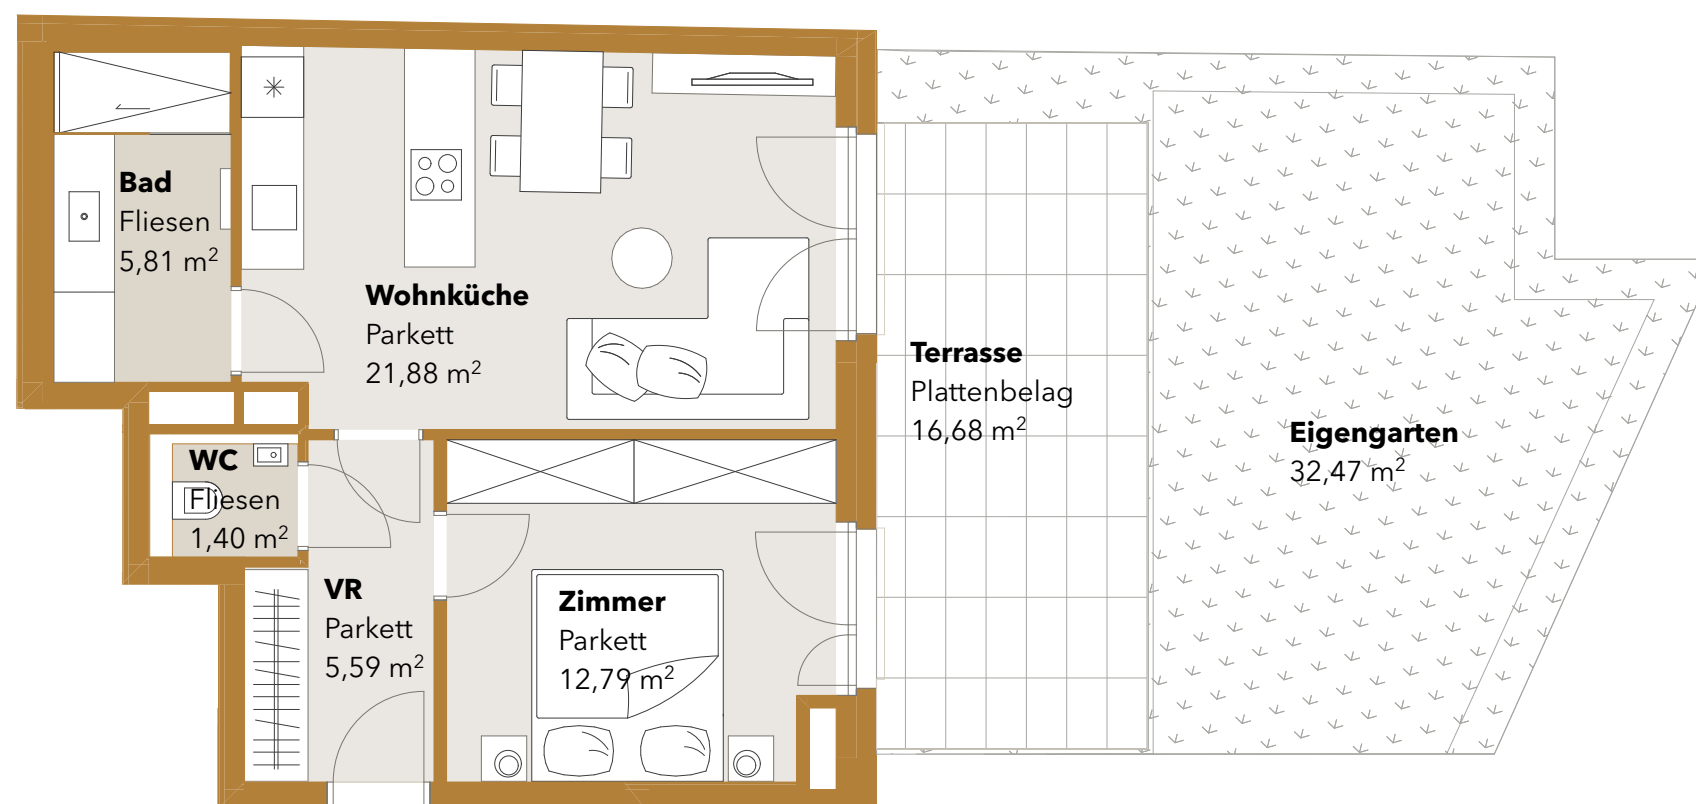 Bad
Fliesen
5,81 m²
Wohnküche
Parkett
21,88 m²
Terrasse
Plattenbelag
16,68 m²
Eigengarten
32,47 m²
WC
Fliesen
1,40 m²
VR
Parkett
5,59 m²
Zimmer
Parkett
12,79 m²